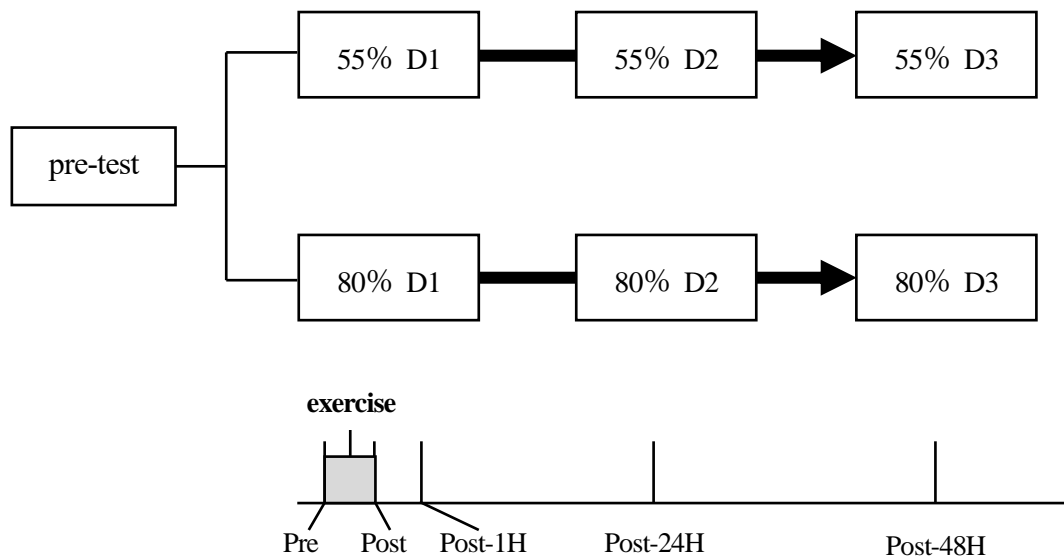 55% D1
55% D2
55% D3
pre-test
80% D1
80% D2
80% D3
exercise
Pre
Post
Post-1H
Post-24H
Post-48H